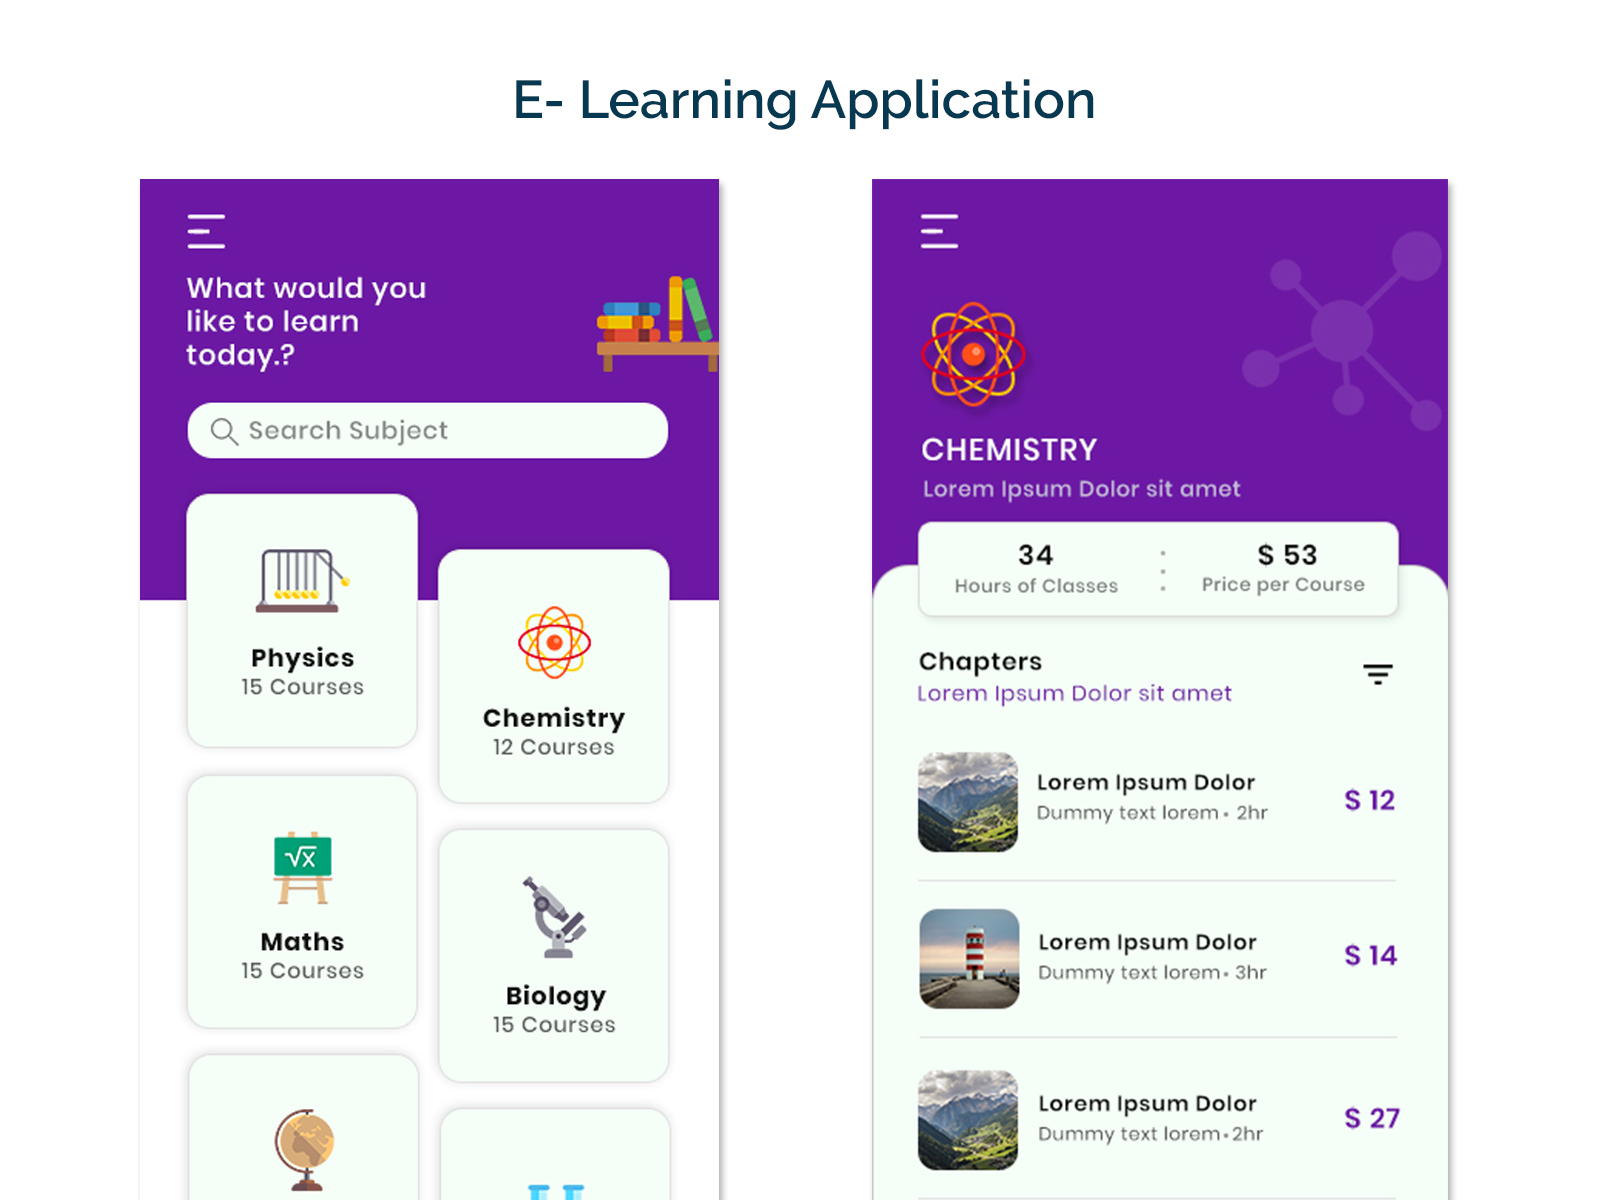 E- Learning Application
What would you
like to learn
today.?
Search Subject
Physics
15 Courses
Chemistry
12 Courses
√x
Maths
15 Courses
Biology
15 Courses
CHEMISTRY
Lorem Ipsum Dolor sit amet
34
Hours of Classes
$ 53
Price per Course
Chapters
Lorem Ipsum Dolor sit amet
Lorem Ipsum Dolor
Dummy text lorem • 2hr
$ 12
Lorem Ipsum Dolor
Dummy text lorem • 3hr
$ 14
Lorem Ipsum Dolor
Dummy text lorem • 2hr
$ 27